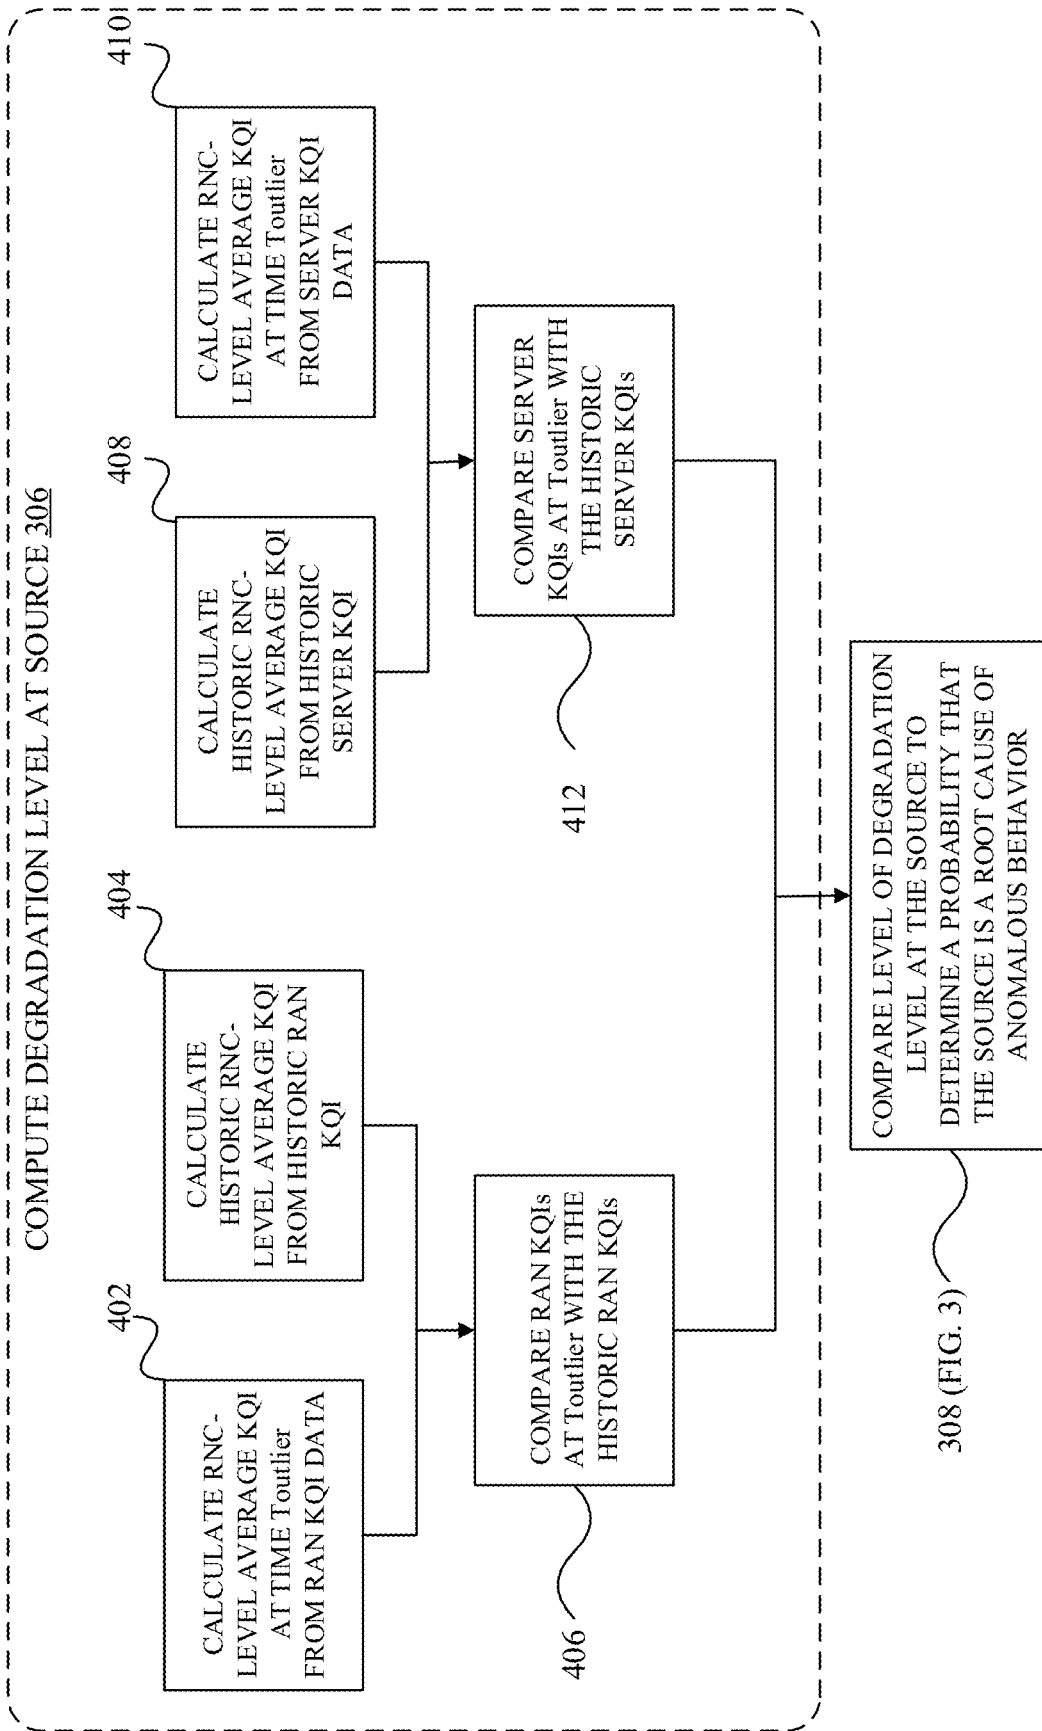 COMPUTE DEGRADATION LEVEL AT SOURCE 306
402
CALCULATE RNC-
LEVEL AVERAGE KQI
AT TIME Toutlier
FROM RAN KQI DATA
404
CALCULATE
HISTORIC RNC-
LEVEL AVERAGE KQI
FROM HISTORIC RAN
KQI
408
CALCULATE
HISTORIC RNC-
LEVEL AVERAGE KQI
FROM HISTORIC
SERVER KQI
410
CALCULATE RNC-
LEVEL AVERAGE KQI
AT TIME Toutlier
FROM SERVER KQI
DATA
406
COMPARE RAN KQIs
AT Toutlier WITH THE
HISTORIC RAN KQIs
412
COMPARE SERVER
KQIs AT Toutlier WITH
THE HISTORIC
SERVER KQIs
308 (FIG. 3)
COMPARE LEVEL OF DEGRADATION
LEVEL AT THE SOURCE TO
DETERMINE A PROBABILITY THAT
THE SOURCE IS A ROOT CAUSE OF
ANOMALOUS BEHAVIOR